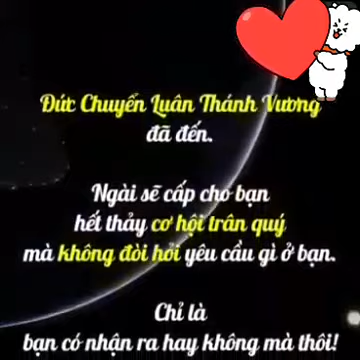 Đức Chuyển Luân Thánh Vương
đã đến.
Ngài sẽ cấp cho bạn
hết thảy cơ hội trân quý
mà không đòi hỏi yêu cầu gì ở bạn.
Chỉ là
bạn có nhận ra hay không mà thôi!